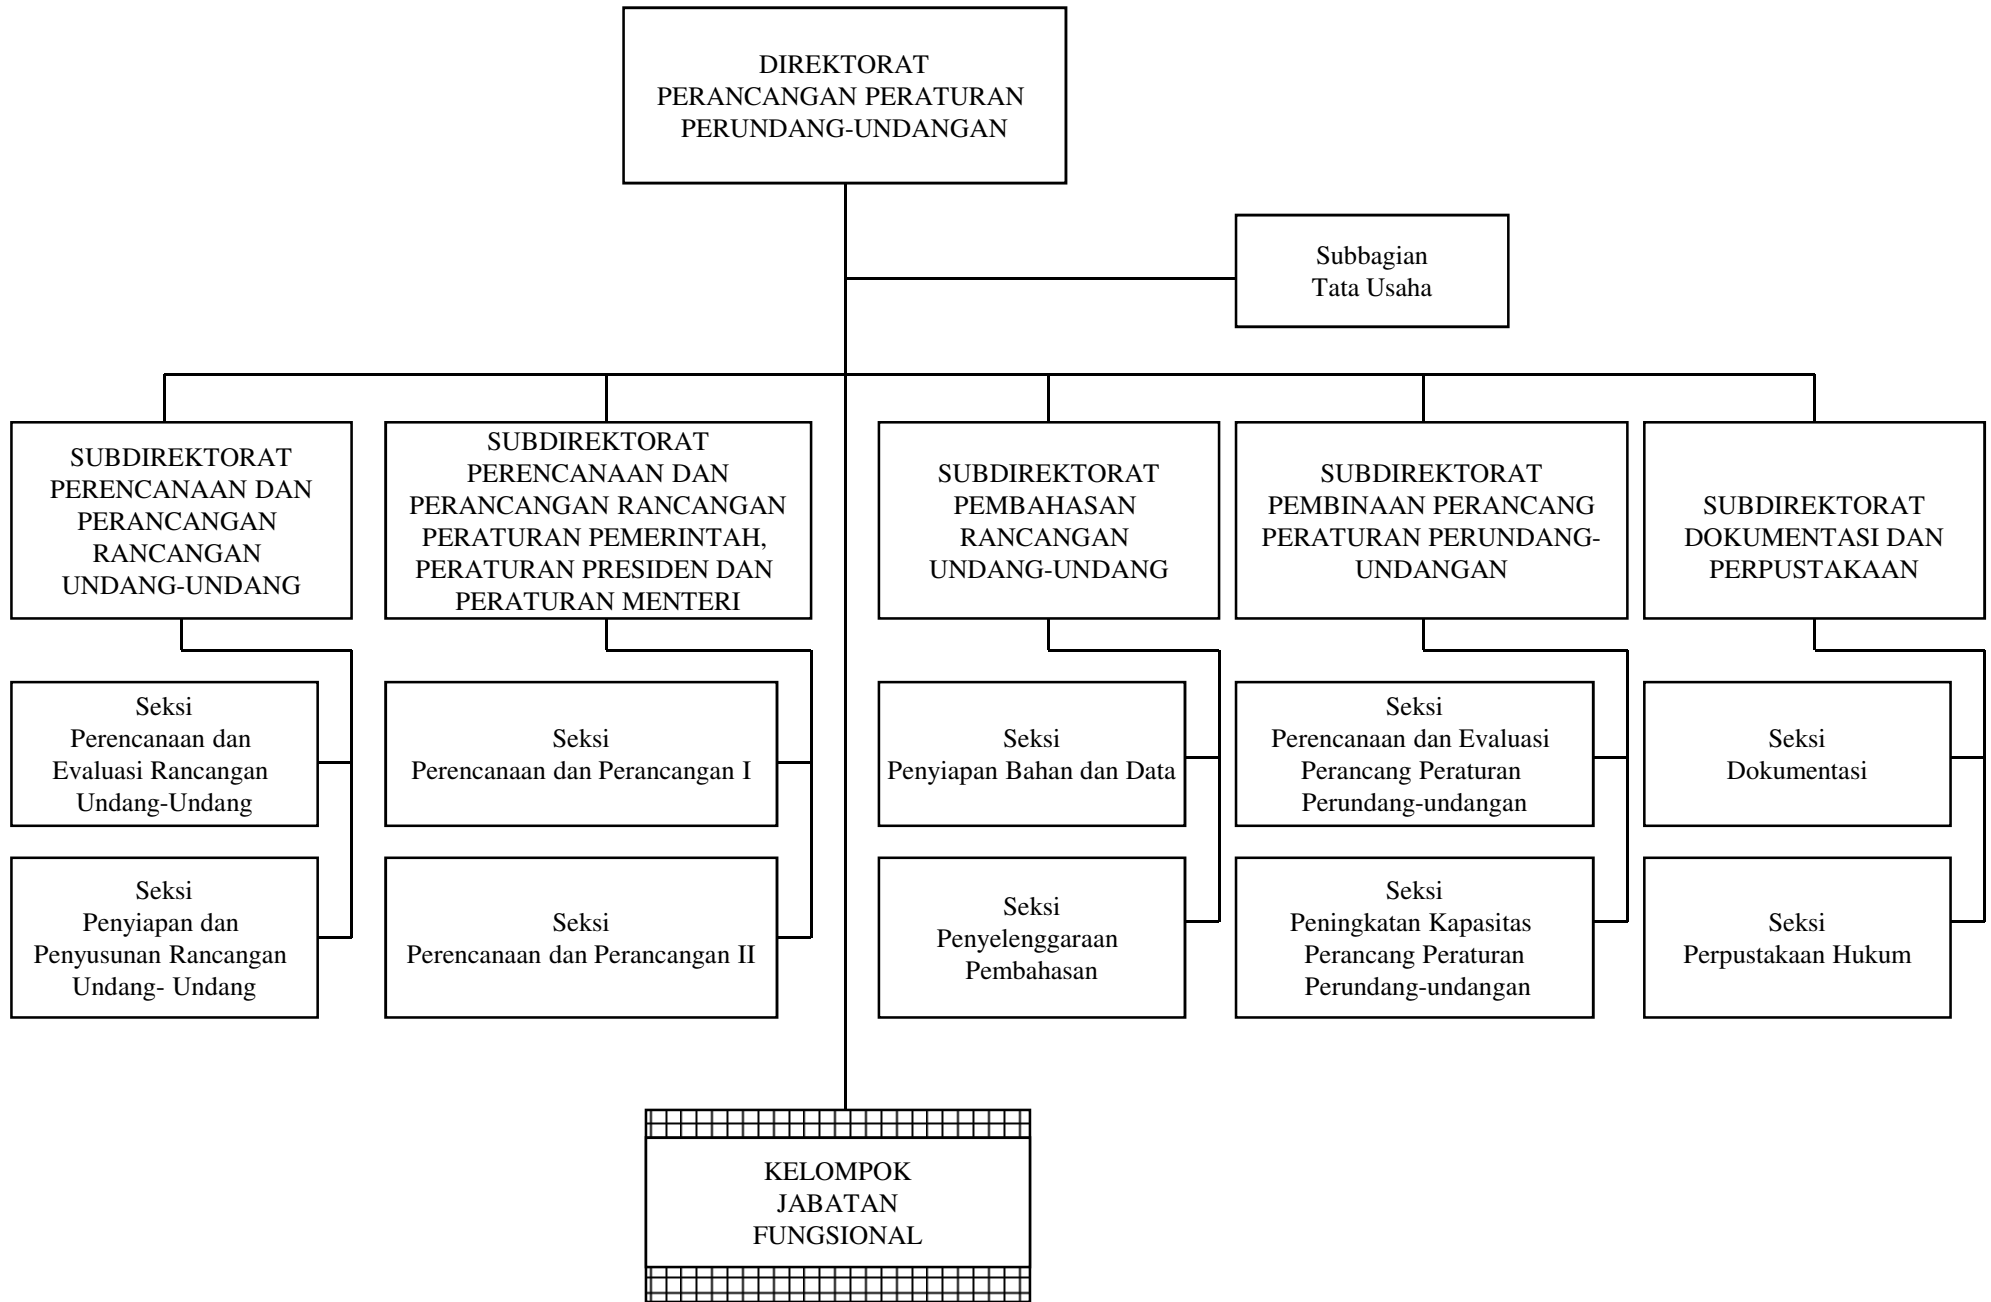 DIREKTORAT
PERANCANGAN PERATURAN
PERUNDANG-UNDANGAN
Subbagian
Tata Usaha
SUBDIREKTORAT
PERENCANAAN DAN
PERANCANGAN
RANCANGAN
UNDANG-UNDANG
SUBDIREKTORAT
PERENCANAAN DAN
PERANCANGAN RANCANGAN
PERATURAN PEMERINTAH,
PERATURAN PRESIDEN DAN
PERATURAN MENTERI
SUBDIREKTORAT
PEMBAHASAN
RANCANGAN
UNDANG-UNDANG
SUBDIREKTORAT
PEMBINAAN PERANCANG
PERATURAN PERUNDANG-
UNDANGAN
SUBDIREKTORAT
DOKUMENTASI DAN
PERPUSTAKAAN
Seksi
Perencanaan dan
Evaluasi Rancangan
Undang-Undang
Seksi
Perencanaan dan Perancangan I
Seksi
Penyiapan Bahan dan Data
Seksi
Perencanaan dan Evaluasi
Perancang Peraturan
Perundang-undangan
Seksi
Dokumentasi
Seksi
Penyiapan dan
Penyusunan Rancangan
Undang- Undang
Seksi
Perencanaan dan Perancangan II
Seksi
Penyelenggaraan
Pembahasan
Seksi
Peningkatan Kapasitas
Perancang Peraturan
Perundang-undangan
Seksi
Perpustakaan Hukum
KELOMPOK
JABATAN
FUNGSIONAL